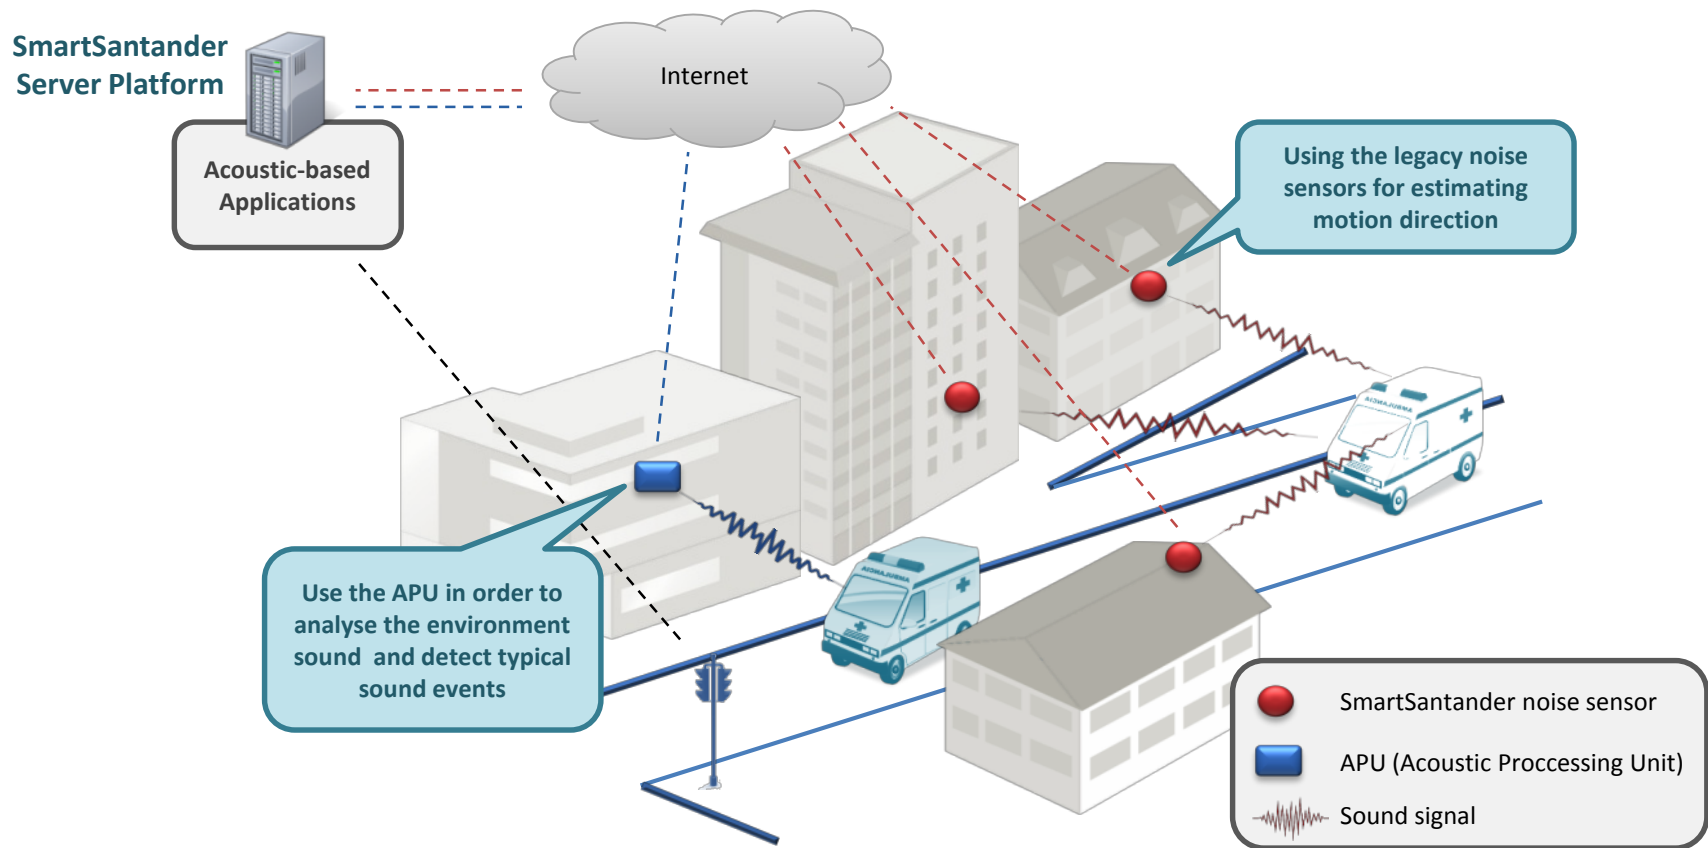 SmartSantander
Server Platform
Internet
Acoustic-based
Applications
Using the legacy noise
sensors for estimating
motion direction
AMBULANCIA
Use the APU in order to
analyse the environment
sound and detect typical
sound events
AMBULANCIA
SmartSantander noise sensor
APU (Acoustic Proccessing Unit)
Sound signal